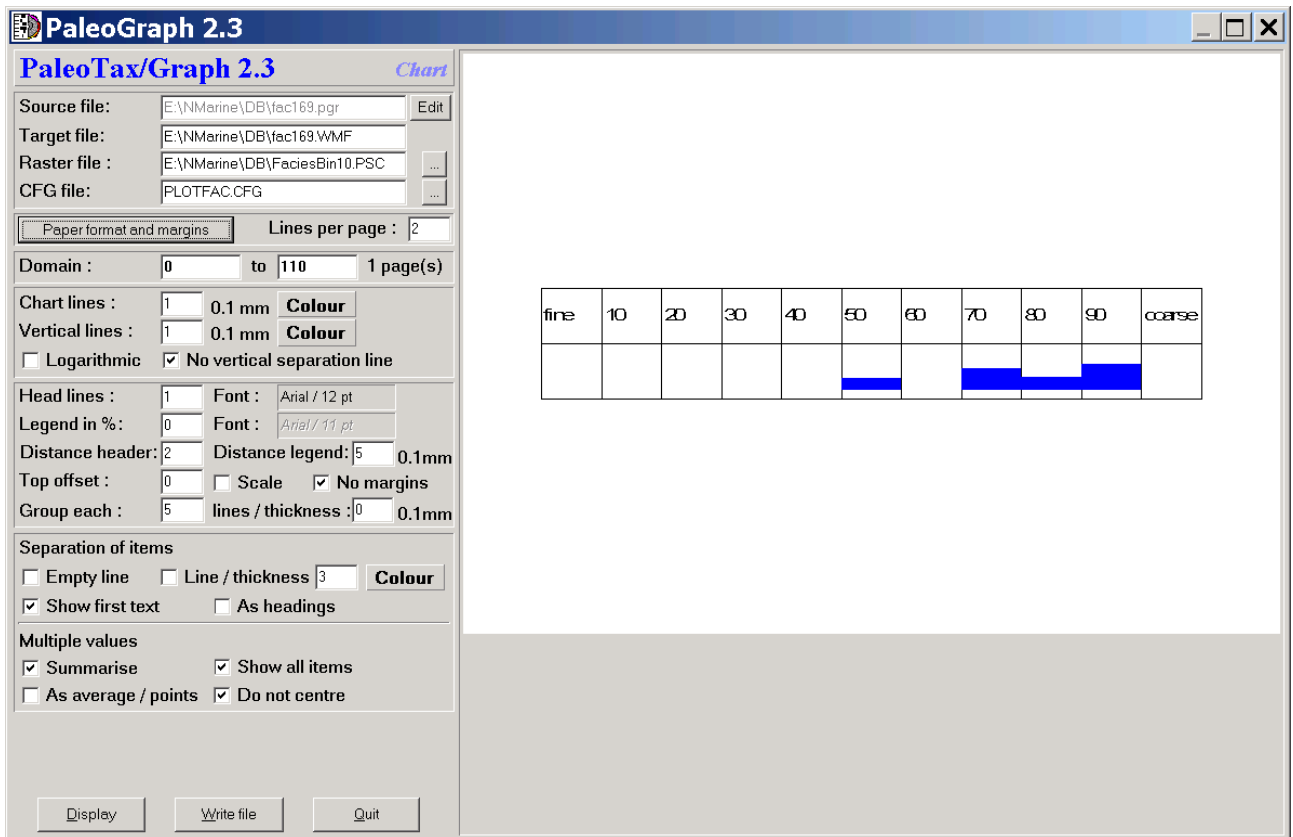 PaleoGraph 2.3
PaleoTax/Graph 2.3 Chart
Source file: E:\NMarine\DB\fac169.pgr Edit
Target file: E:\NMarine\DB\fac169.WMF
Raster file : E:\NMarine\DB\FaciesBin10.PSC ...
CFG file: PLOTFAC.CFG ...
Paper format and margins Lines per page : 2
Domain : 0 to 110 1 page(s)
Chart lines : 1 0.1 mm Colour
Vertical lines : 1 0.1 mm Colour
Logarithmic No vertical separation line
Head lines : 1 Font : Arial / 12 pt
Legend in % : 0 Font : Arial / 11 pt
Distance header: 2 Distance legend: 5 0.1mm
Top offset : 0 Scale No margins
Group each : 5 lines / thickness : 0 0.1mm
Separation of items
Empty line Line / thickness 3 Colour
Show first text As headings
Multiple values
Summarise Show all items
As average / points Do not centre
Display Write file Quit
fine 10 20 30 40 50 60 70 80 90 coarse